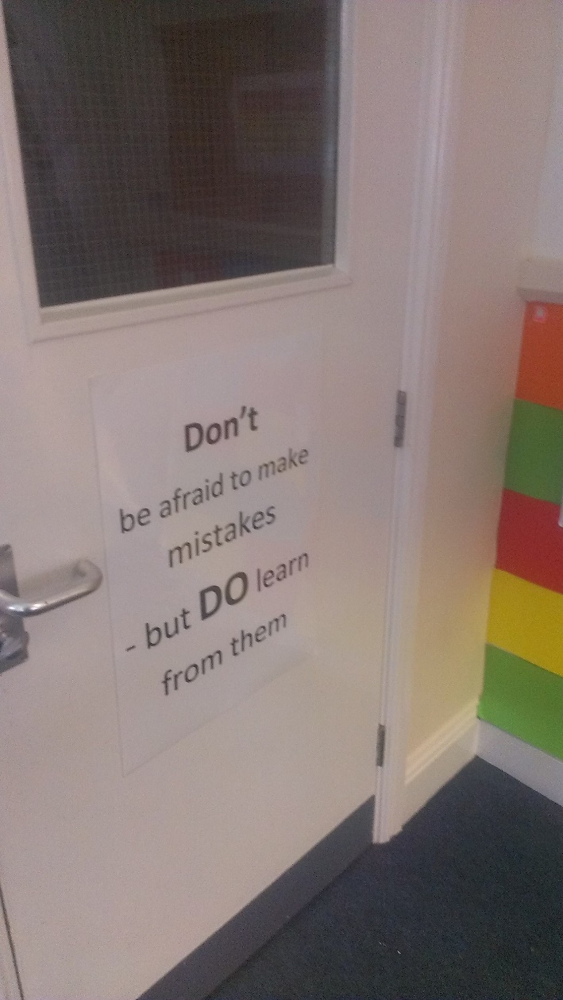 Don't
be afraid to make
mistakes
- but DO learn
from them